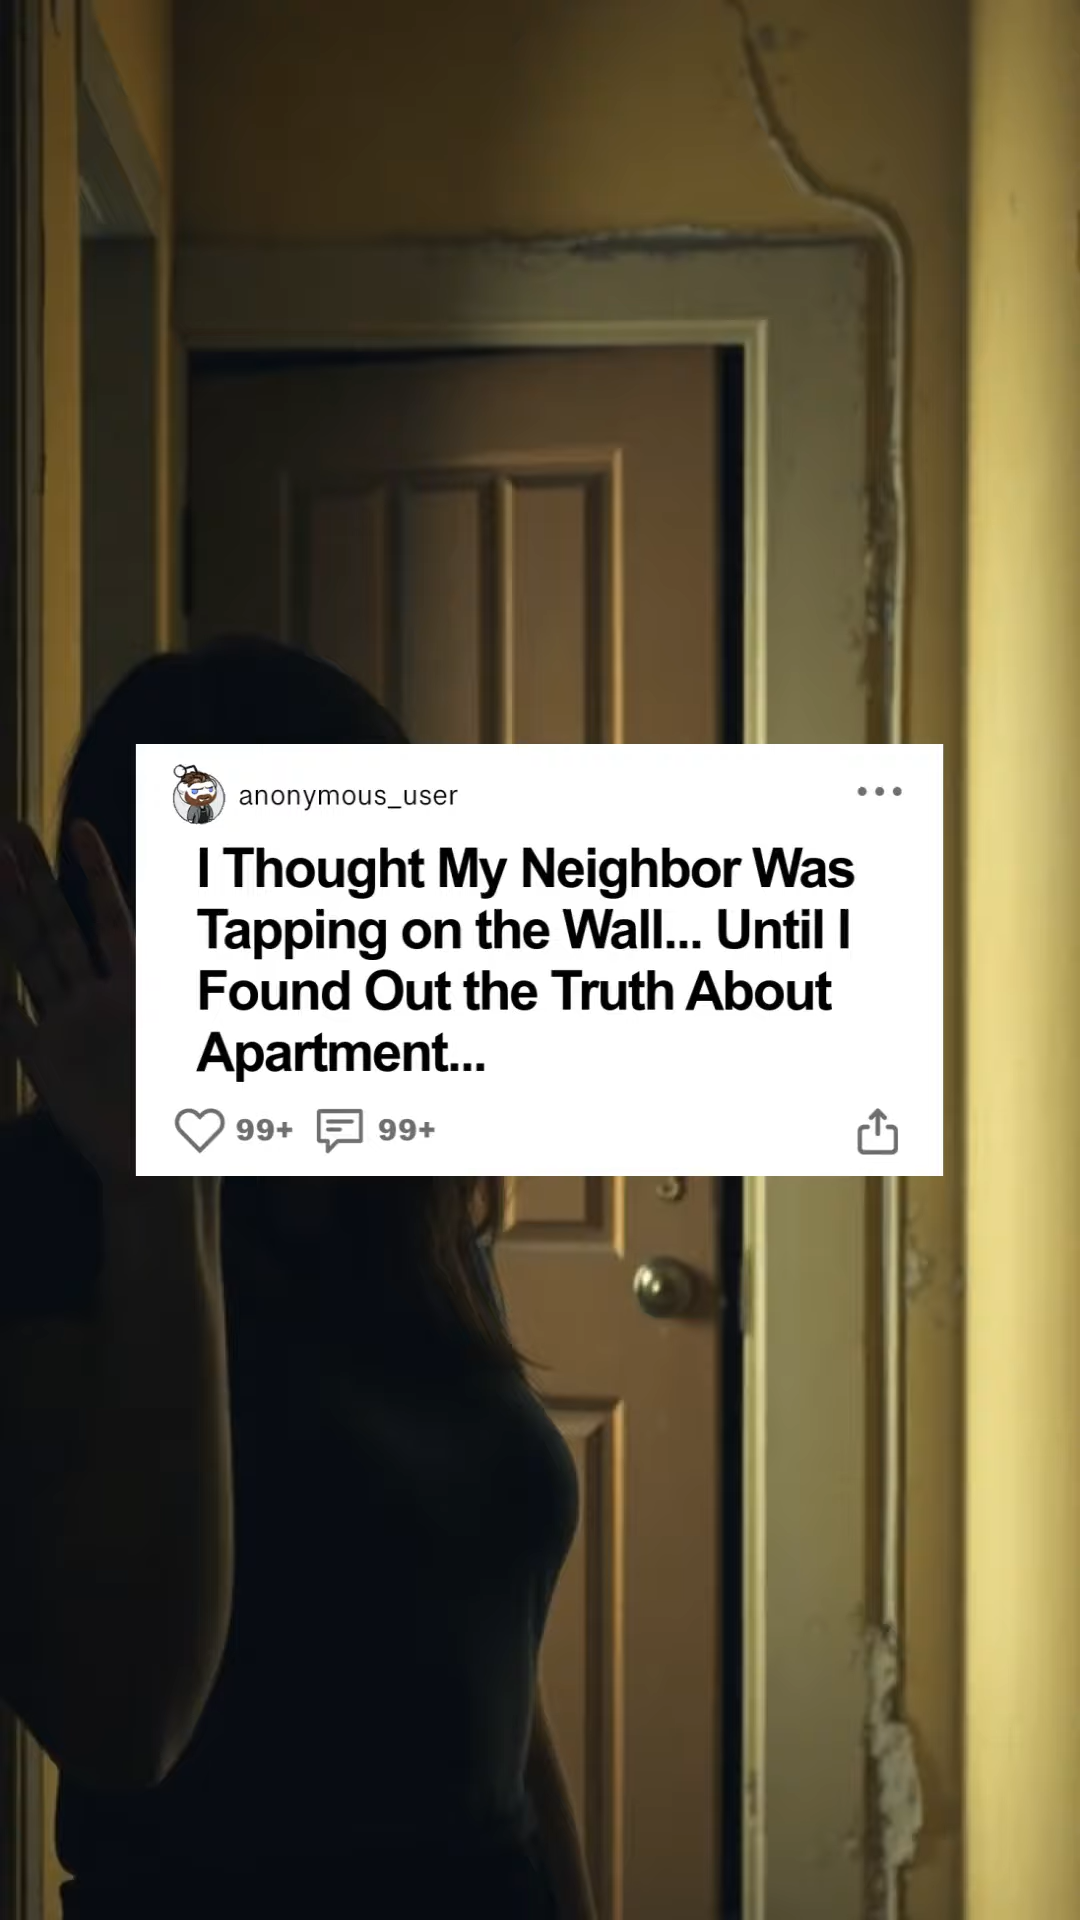 anonymous_user
I Thought My Neighbor Was
Tapping on the Wall... Until I
Found Out the Truth About
Apartment...
99+ 99+